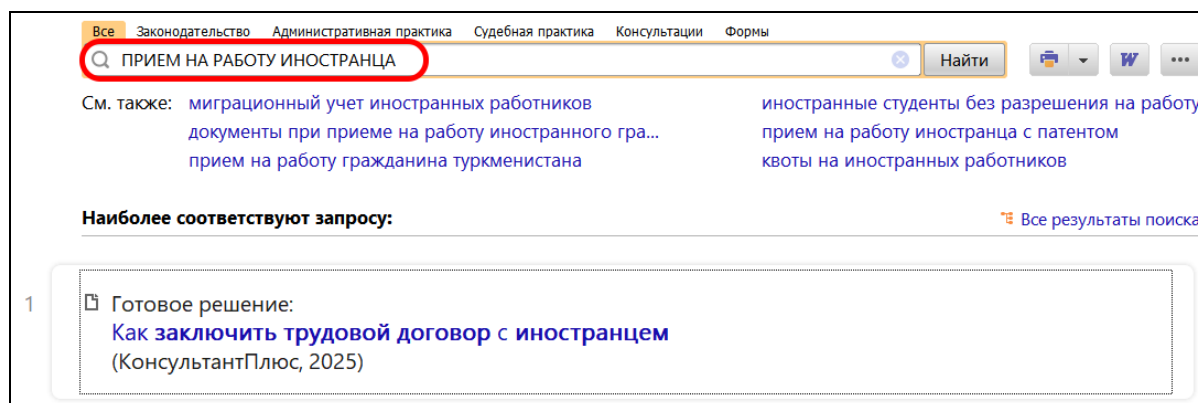 Все Законодательство Административная практика Судебная практика Консультации Формы
ПРИЕМ НА РАБОТУ ИНОСТРАНЦА Найти W
См. также: миграционный учет иностранных работников иностранные студенты без разрешения на работу
документы при приеме на работу иностранного гра... прием на работу иностранца с патентом
прием на работу гражданина туркменистана квоты на иностранных работников
Наиболее соответствуют запросу: Все результаты поиска
1 Готовое решение:
Как заключить трудовой договор с иностранцем
(КонсультантПлюс, 2025)